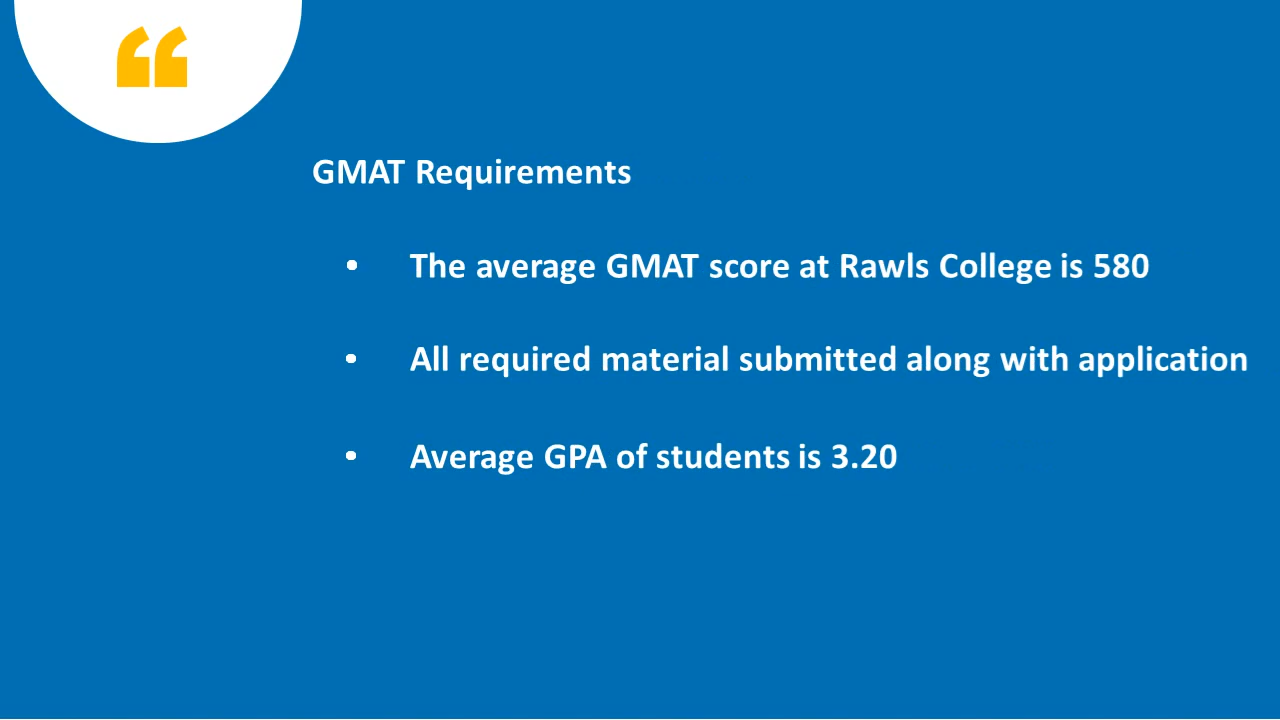 “
GMAT Requirements
• The average GMAT score at Rawls College is 580
• All required material submitted along with application
• Average GPA of students is 3.20